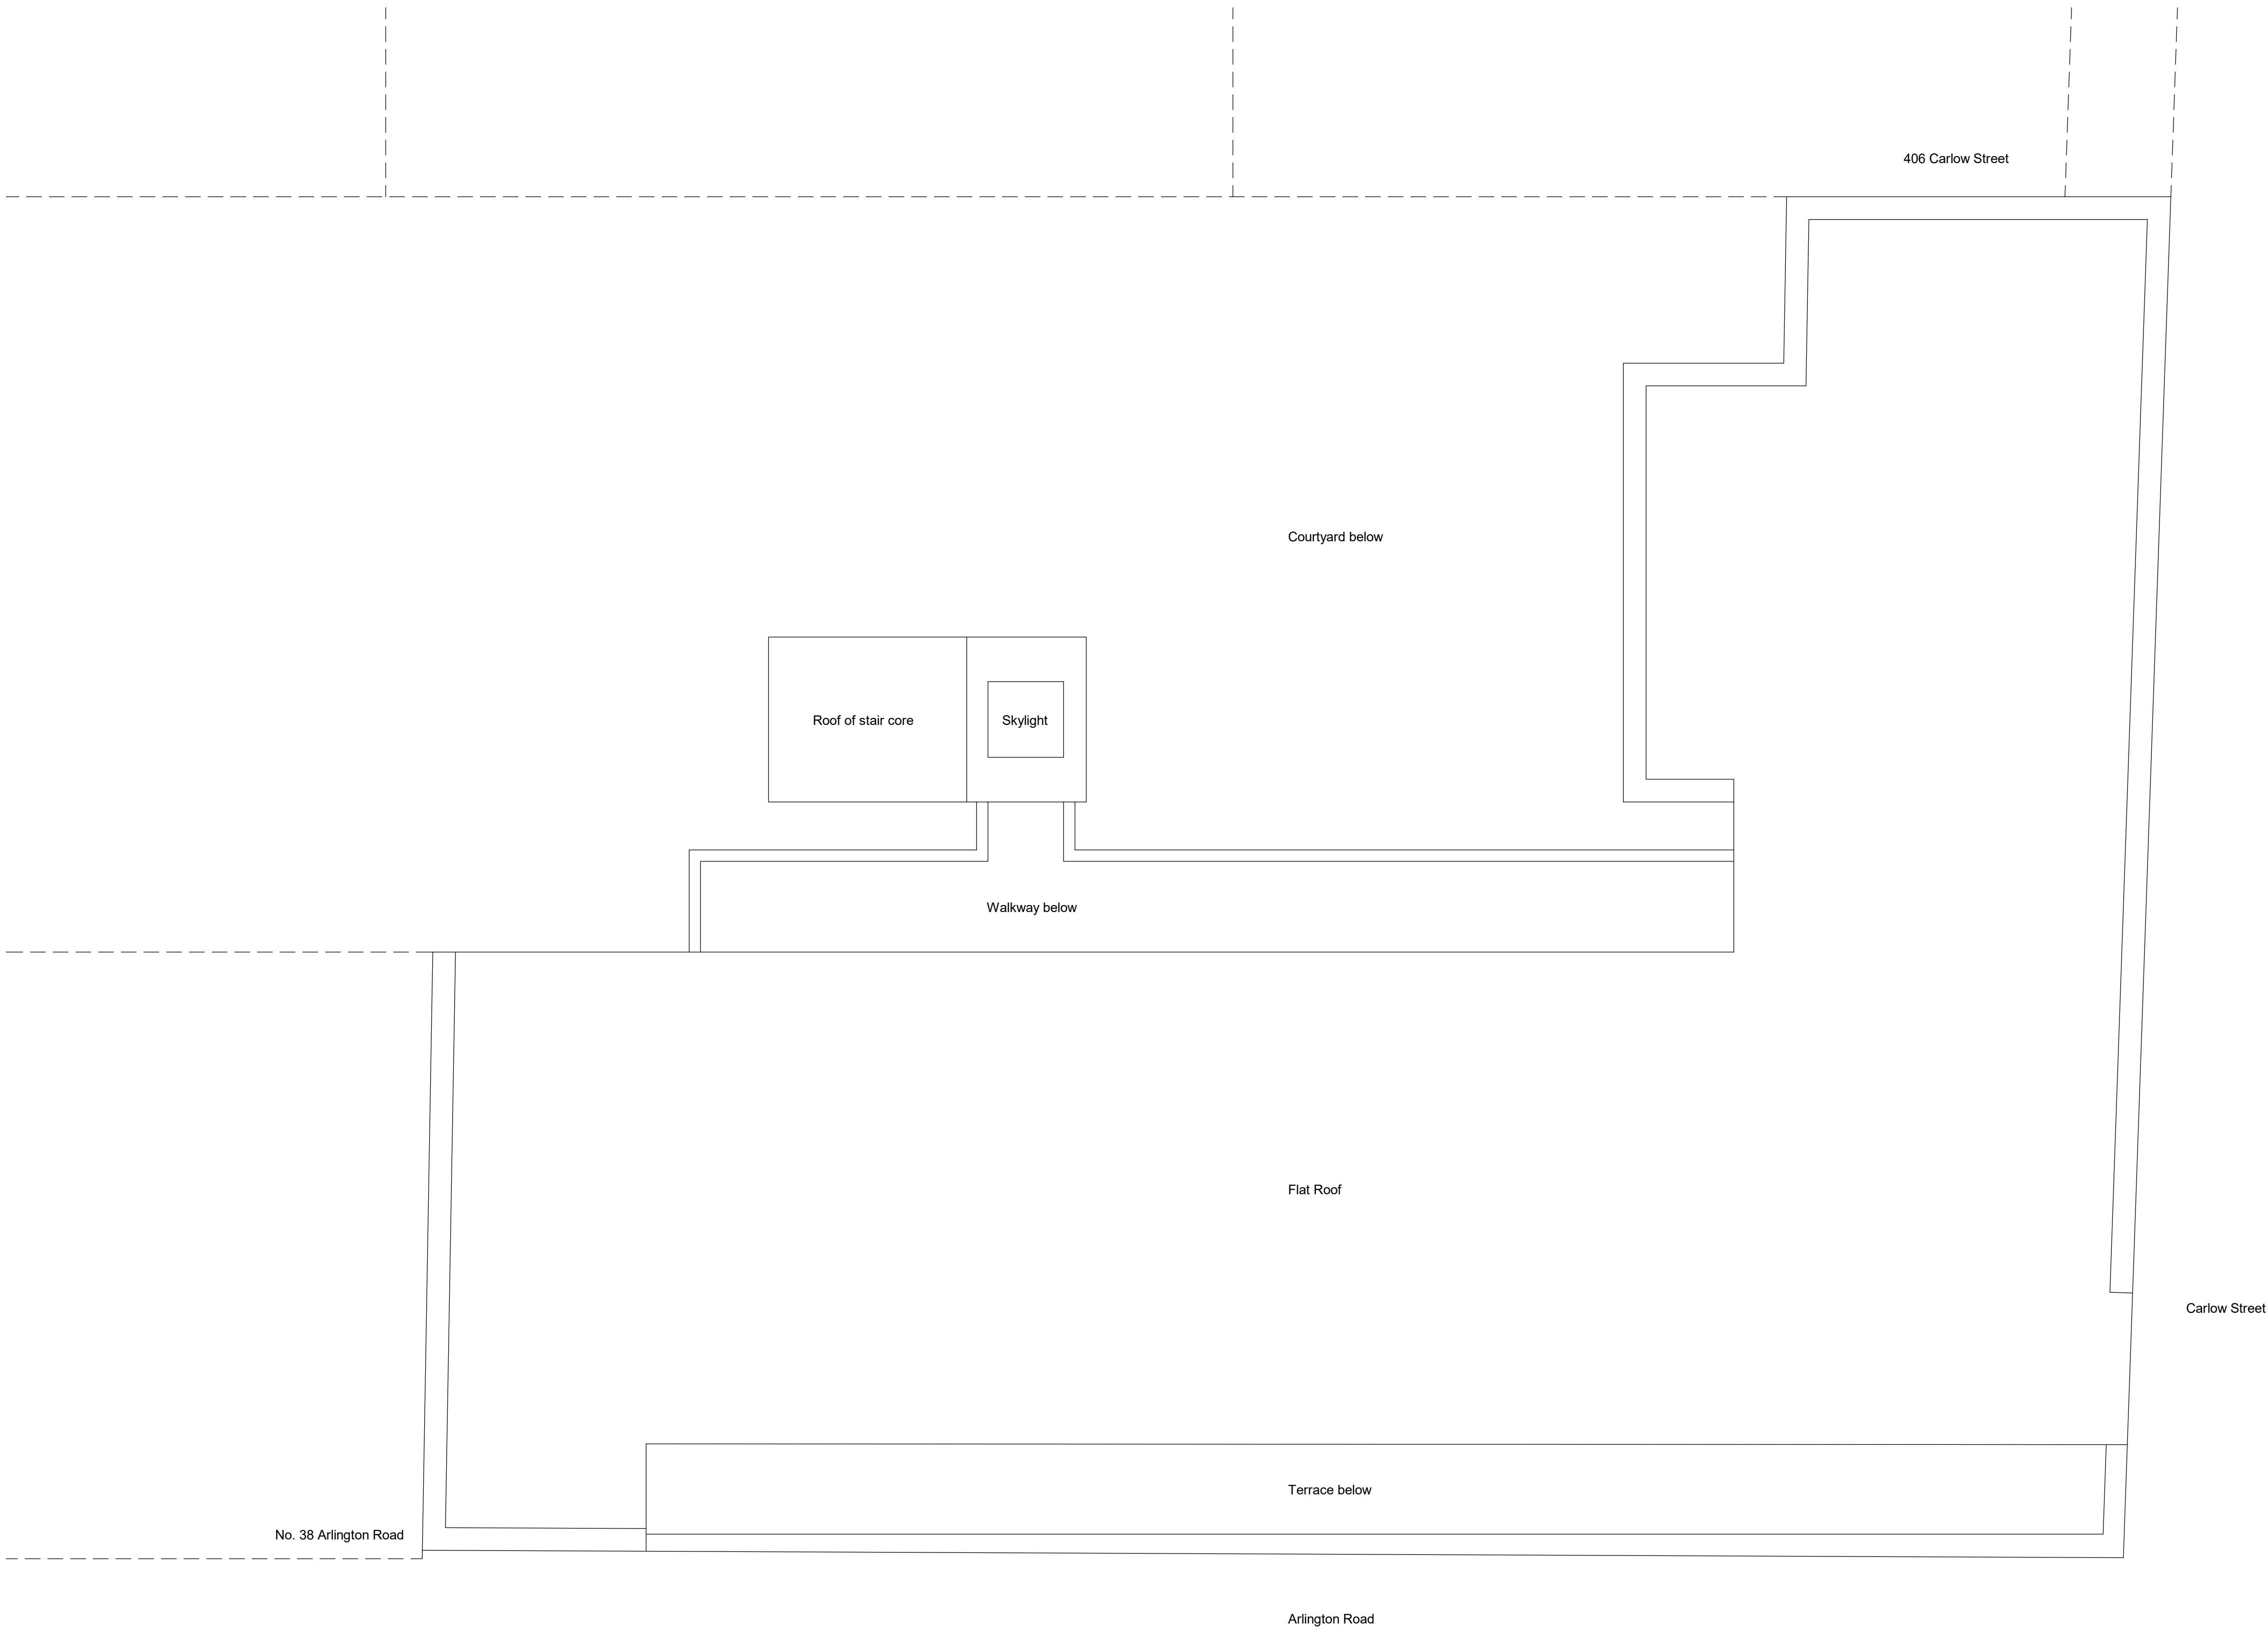 406 Carlow Street
Courtyard below
Roof of stair core
Skylight
Walkway below
Flat Roof
Carlow Street
Terrace below
No. 38 Arlington Road
Arlington Road